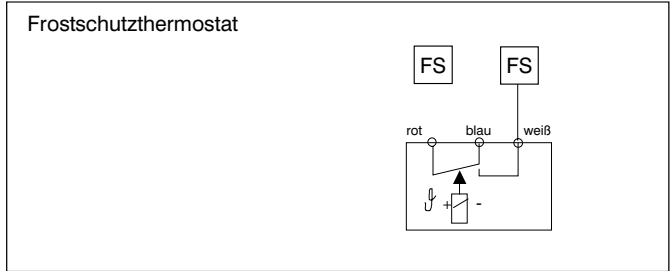 Frostschutzthermostat
FS FS
rot blau weiß
ϑ + -